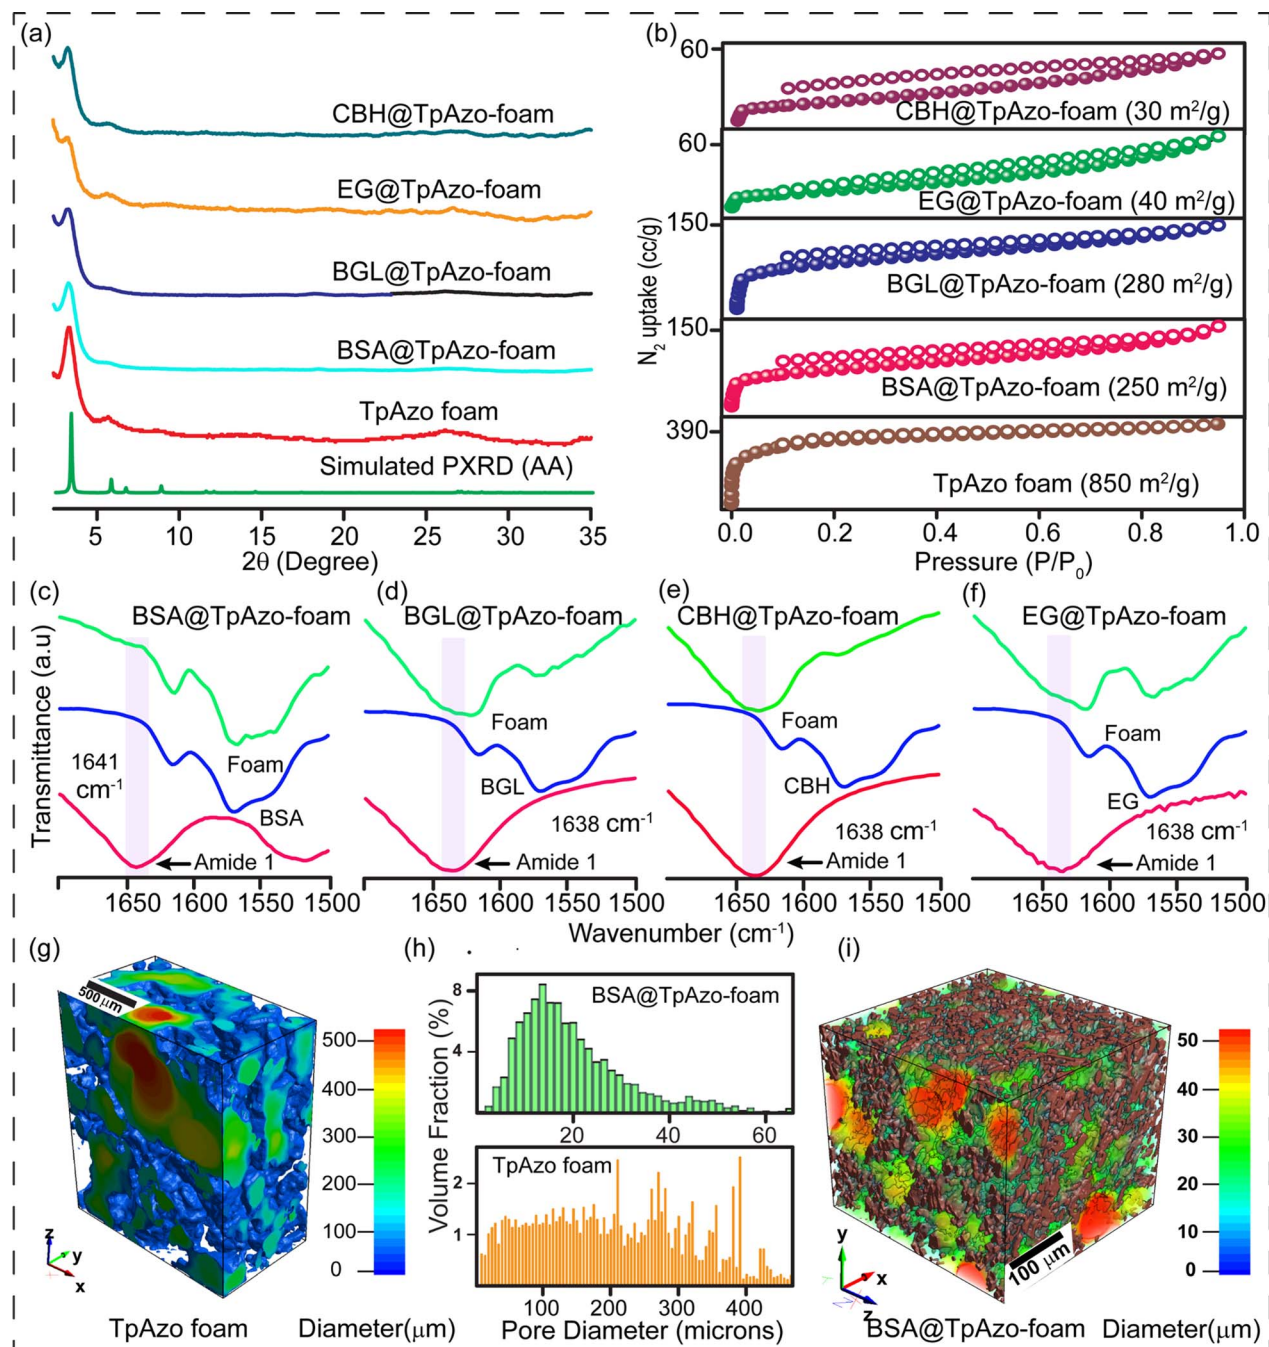 (a)
CBH@TpAzo-foam
EG@TpAzo-foam
BGL@TpAzo-foam
BSA@TpAzo-foam
TpAzo foam
Simulated PXRD (AA)
5 10 15 20 25 30 35
2θ (Degree)
(b)
N₂ uptake (cc/g)
60
CBH@TpAzo-foam (30 m²/g)
60
EG@TpAzo-foam (40 m²/g)
150
BGL@TpAzo-foam (280 m²/g)
150
BSA@TpAzo-foam (250 m²/g)
390
TpAzo foam (850 m²/g)
0.0 0.2 0.4 0.6 0.8 1.0
Pressure (P/P₀)
Transmittance (a.u)
(c)
BSA@TpAzo-foam
Foam
1641
cm⁻¹
BSA
Amide 1
1650 1600 1550 1500
(d)
BGL@TpAzo-foam
Foam
BGL
1638 cm⁻¹
Amide 1
1650 1600 1550 1500
(e)
CBH@TpAzo-foam
Foam
CBH
1638 cm⁻¹
Amide 1
1650 1600 1550 1500
(f)
EG@TpAzo-foam
Foam
EG
1638 cm⁻¹
Amide 1
1650 1600 1550 1500
Wavenumber (cm⁻¹)
(g)
500 μm
500
400
300
200
100
0
z
y
x
TpAzo foam
Diameter(μm)
(h)
Volume Fraction (%)
BSA@TpAzo-foam
8
4
20 40 60
TpAzo foam
2
1
100 200 300 400
Pore Diameter (microns)
(i)
50
40
30
20
10
0
100 μm
y
x
z
BSA@TpAzo-foam
Diameter(μm)